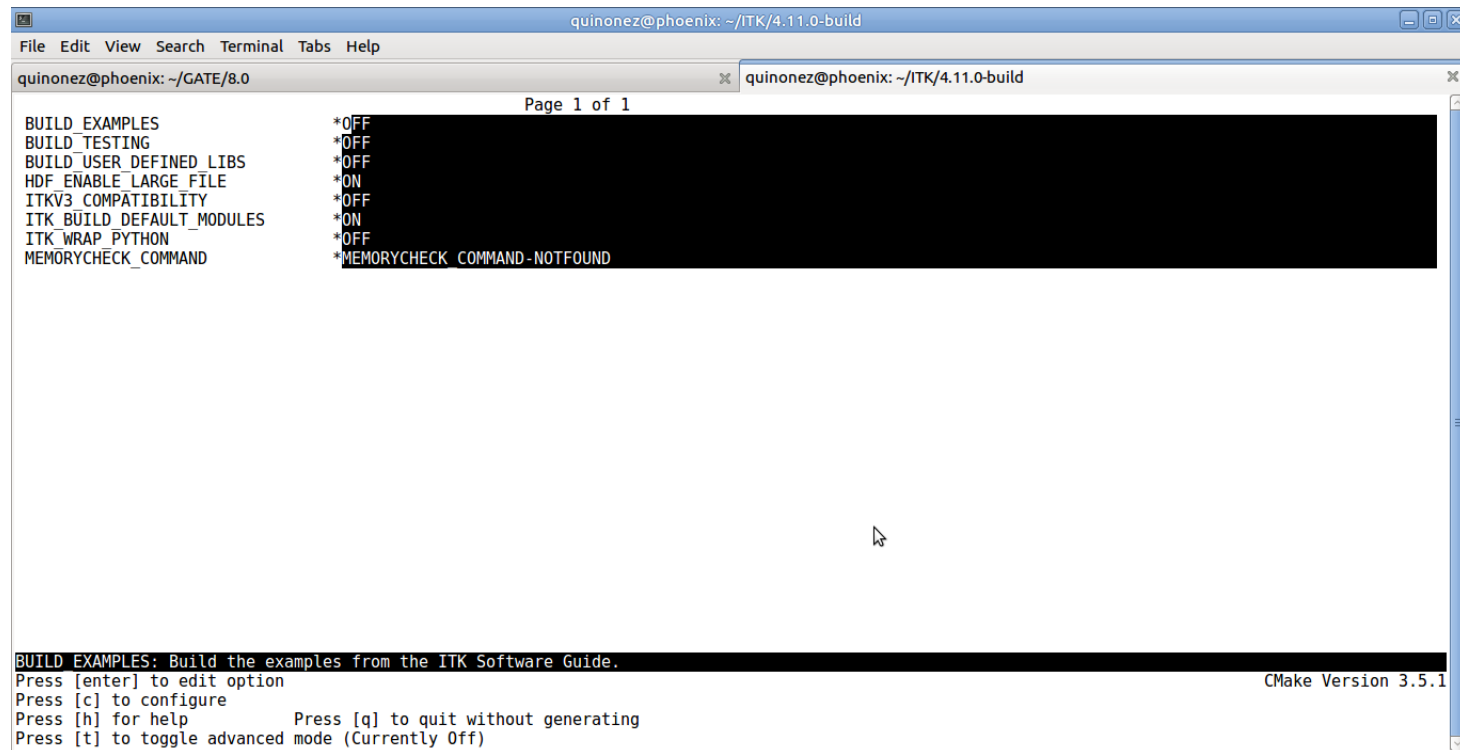 quinonez@phoenix: ~/ITK/4.11.0-build
File Edit View Search Terminal Tabs Help
quinonez@phoenix: ~/GATE/8.0 quinonez@phoenix: ~/ITK/4.11.0-build
Page 1 of 1
BUILD_EXAMPLES *OFF
BUILD_TESTING *OFF
BUILD_USER_DEFINED_LIBS *OFF
HDF_ENABLE_LARGE_FILE *ON
ITKV3_COMPATIBILITY *OFF
ITK_BUILD_DEFAULT_MODULES *ON
ITK_WRAP_PYTHON *OFF
MEMORYCHECK_COMMAND *MEMORYCHECK_COMMAND-NOTFOUND
BUILD_EXAMPLES: Build the examples from the ITK Software Guide.
Press [enter] to edit option CMake Version 3.5.1
Press [c] to configure
Press [h] for help Press [q] to quit without generating
Press [t] to toggle advanced mode (Currently Off)